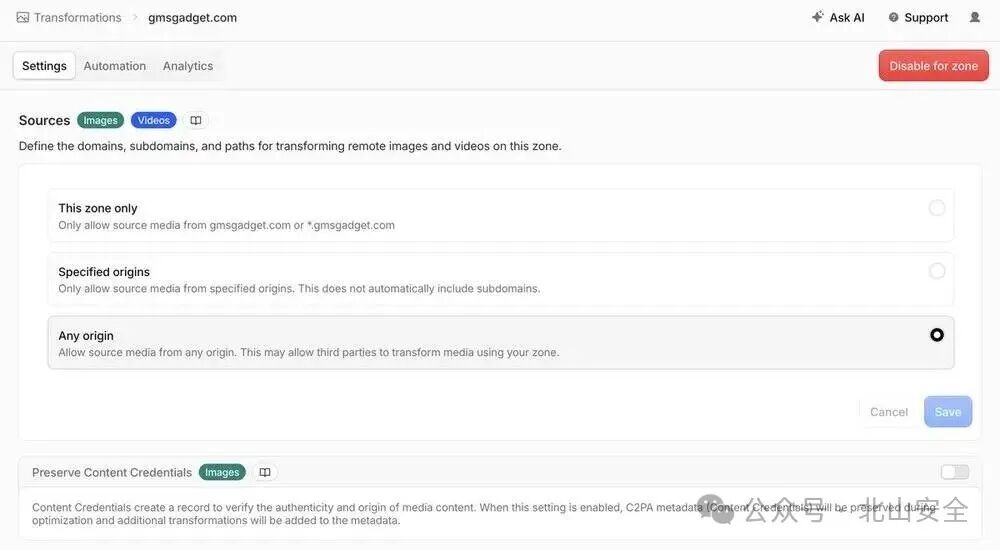 Transformations > gmsgadget.com
Ask AI
Support
Settings
Automation
Analytics
Disable for zone
Sources Images Videos
Define the domains, subdomains, and paths for transforming remote images and videos on this zone.
This zone only
Only allow source media from gmsgadget.com or *.gmsgadget.com
Specified origins
Only allow source media from specified origins. This does not automatically include subdomains.
Any origin
Allow source media from any origin. This may allow third parties to transform media using your zone.
Cancel
Save
Preserve Content Credentials Images
Content Credentials create a record to verify the authenticity and origin of media content. When this setting is enabled, C2PA metadata (Content Credentials) will be preserved during
optimization and additional transformations will be added to the metadata.
公众号 - 北山安全